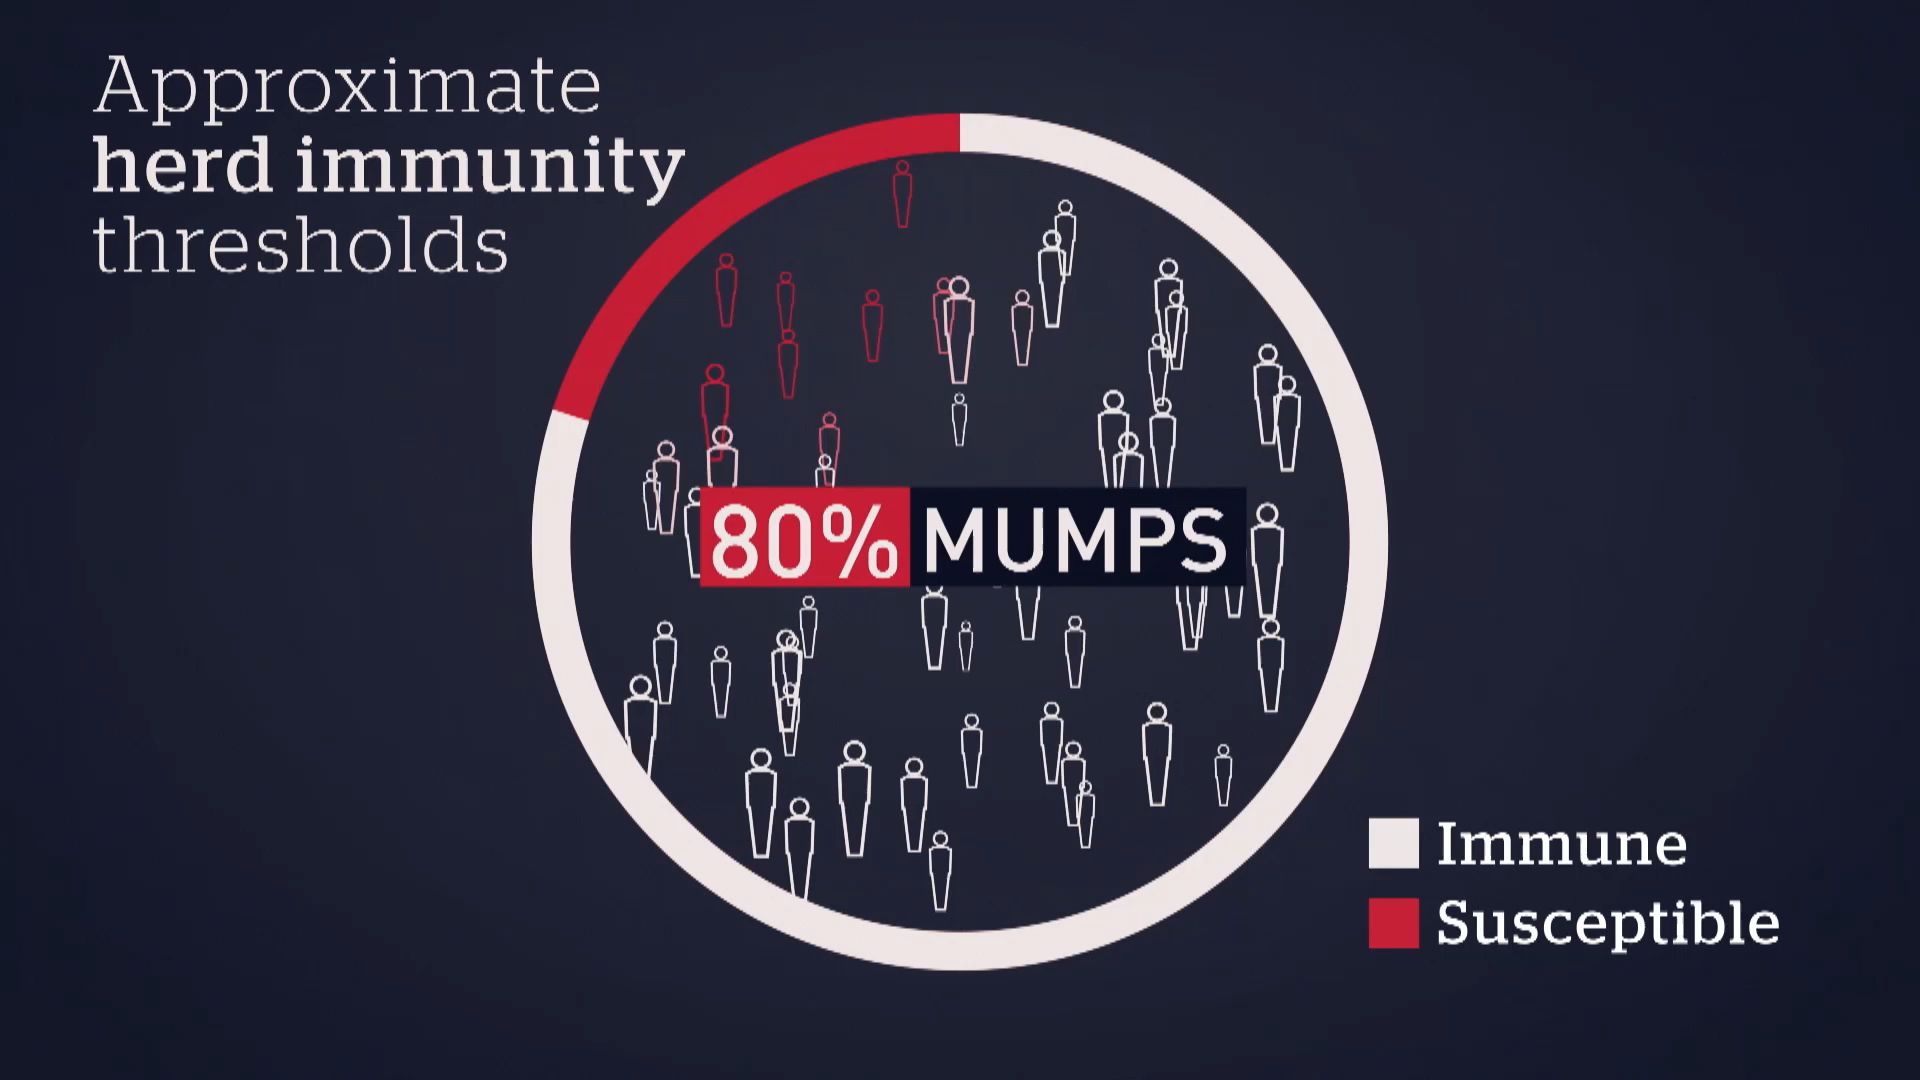 Approximate
herd immunity
thresholds
80% MUMPS
Immune
Susceptible